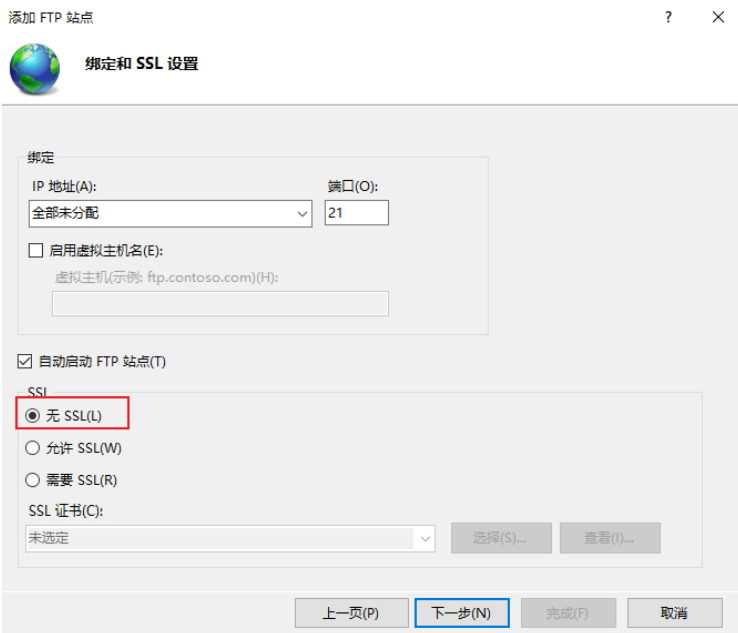 添加 FTP 站点
?
绑定和 SSL 设置
绑定
IP 地址(A): 端口(O):
全部未分配 21
启用虚拟主机名(E):
虚拟主机(示例: ftp.contoso.com)(H):
自动启动 FTP 站点(T)
SSL
无 SSL(L)
允许 SSL(W)
需要 SSL(R)
SSL 证书(C):
未选定 选择(S)... 查看(I)...
上一页(P) 下一步(N) 完成(F) 取消